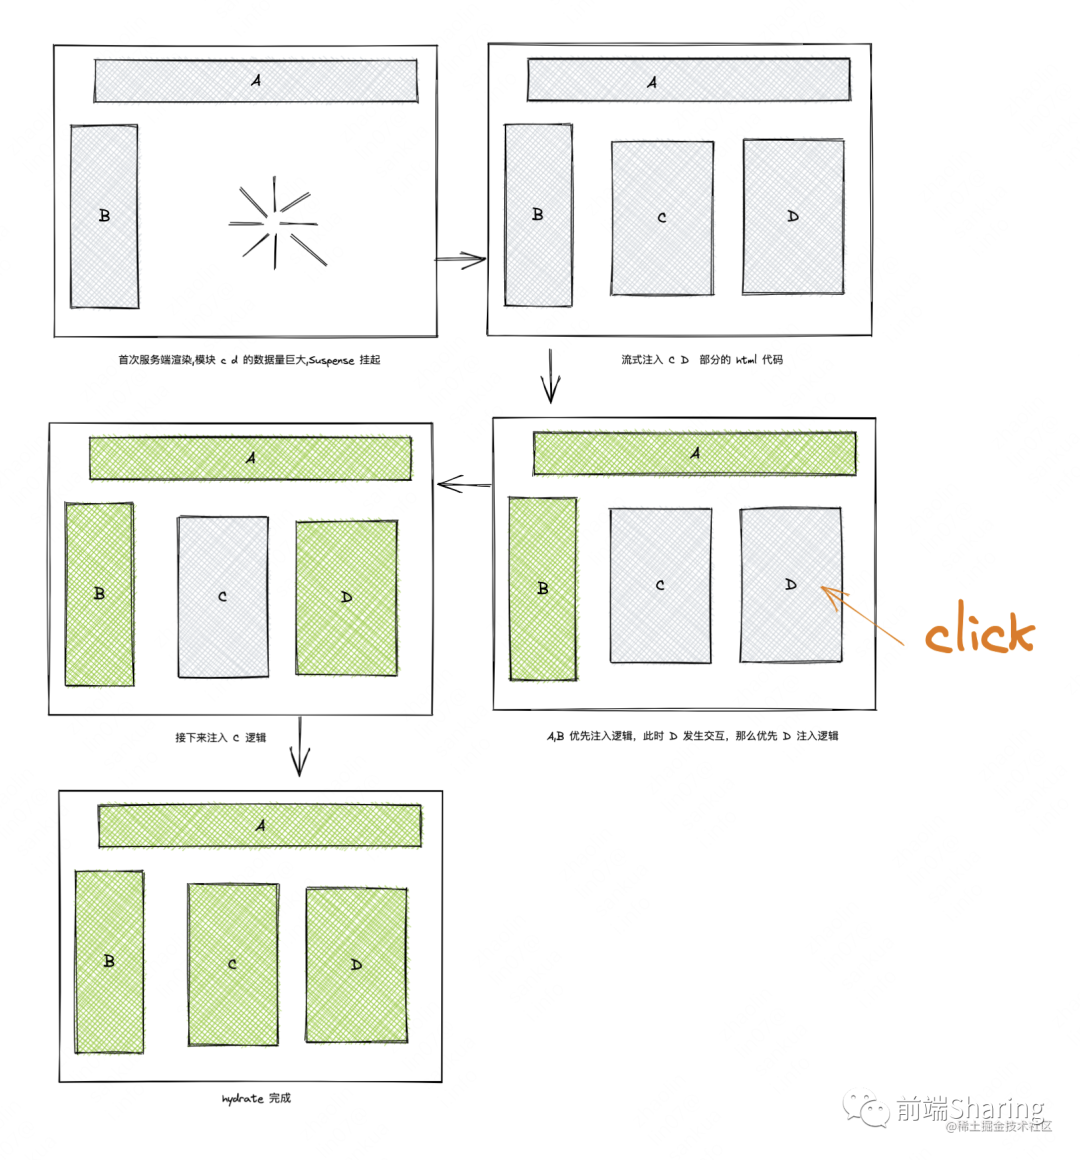 A
B
首次服务端渲染,模块 c d 的数据量巨大,Suspense 挂起
A
B
C
D
流式注入 C D 部分的 html 代码
A
B
C
D
click
A,B 优先注入逻辑，此时 D 发生交互，那么优先 D 注入逻辑
A
B
C
D
接下来注入 C 逻辑
A
B
C
D
hydrate 完成
前端Sharing
@稀土掘金技术社区